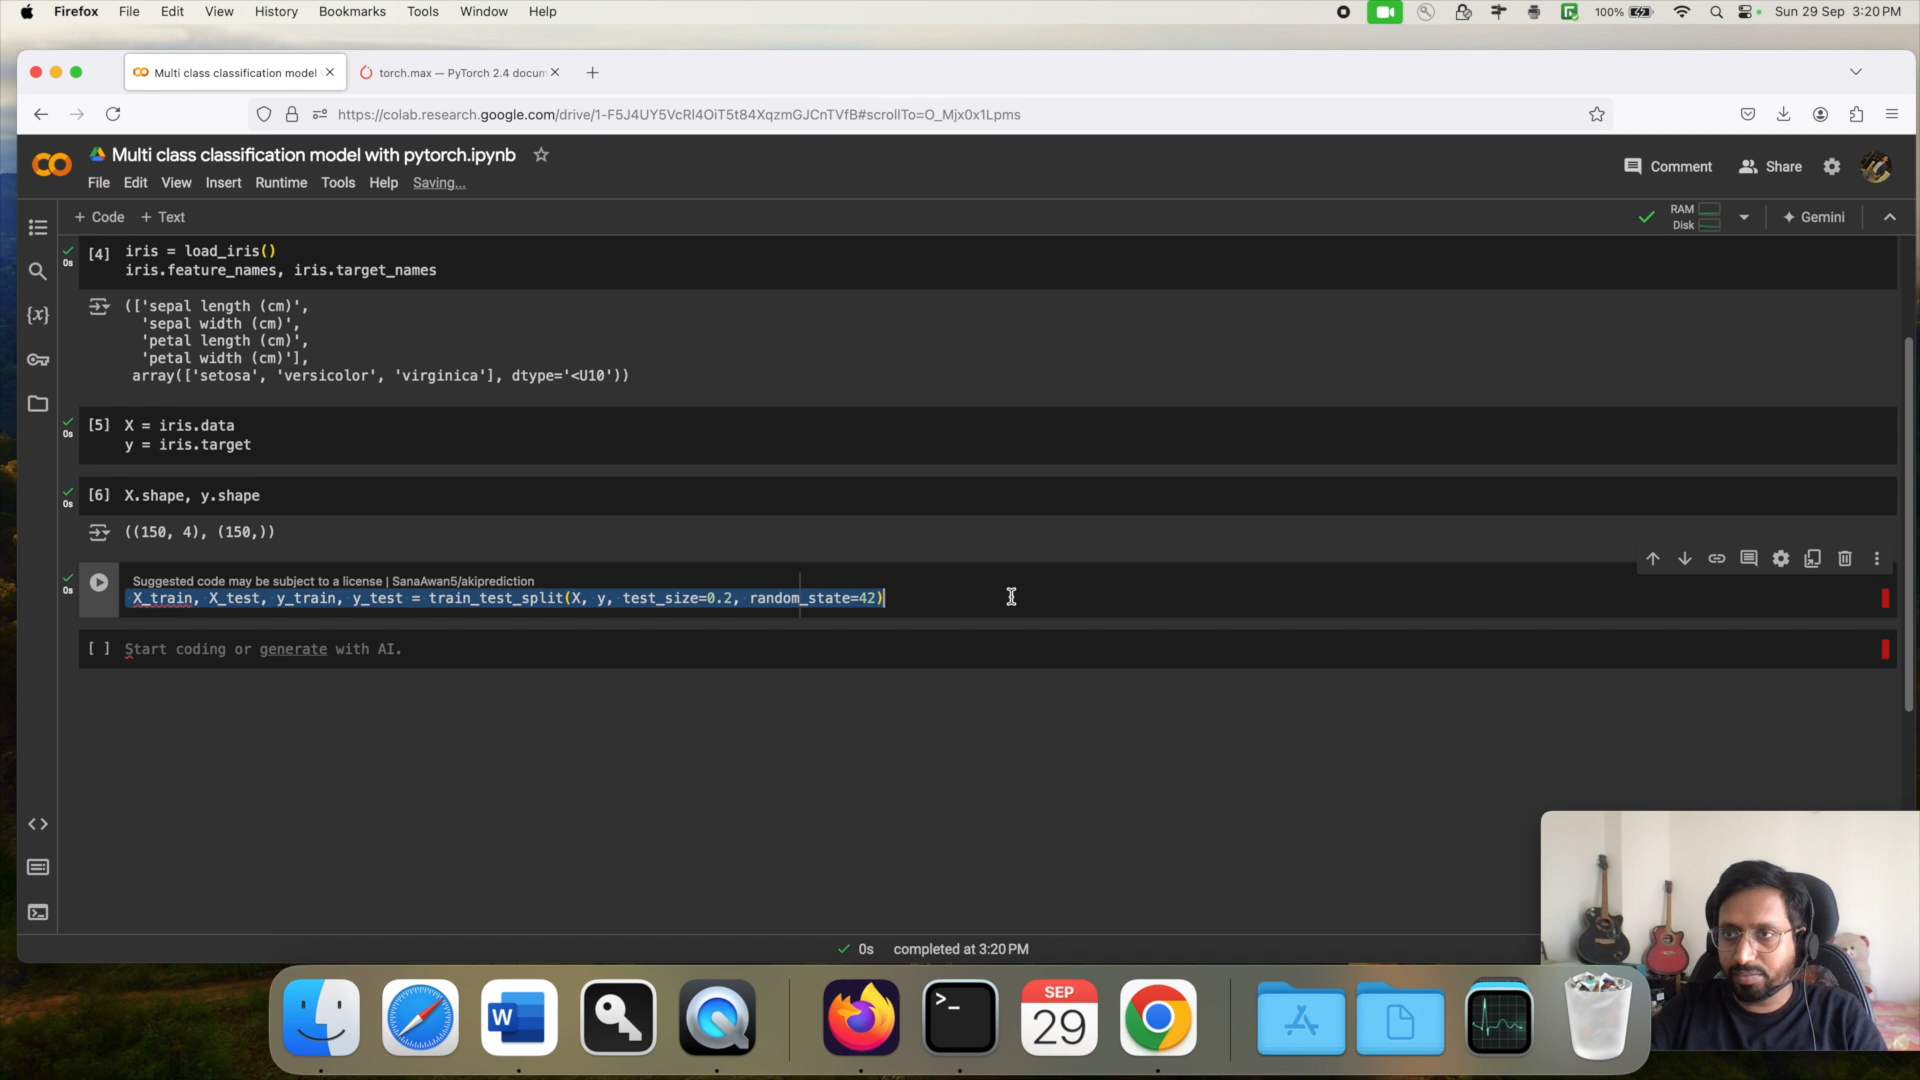 Firefox File Edit View History Bookmarks Tools Window Help 100% Sun 29 Sep 3:20 PM
Multi class classification model
torch.max — PyTorch 2.4 docum
https://colab.research.google.com/drive/1-F5J4UY5VcRl4OiT5t84XqzmGJCnTVfB#scrollTo=O_Mjx0x1Lpms
Multi class classification model with pytorch.ipynb
Comment Share
File Edit View Insert Runtime Tools Help Saving...
+ Code + Text
RAM
Disk
Gemini
[4] iris = load_iris()
0s
iris.feature_names, iris.target_names
(['sepal length (cm)',
'sepal width (cm)',
'petal length (cm)',
'petal width (cm)'],
array(['setosa', 'versicolor', 'virginica'], dtype='<U10'))
[5] X = iris.data
0s
y = iris.target
[6] X.shape, y.shape
0s
((150, 4), (150,))
Suggested code may be subject to a license | SanaAwan5/akiprediction
0s
X_train, X_test, y_train, y_test = train_test_split(X, y, test_size=0.2, random_state=42)
[ ] Start coding or generate with AI.
{x}
0s completed at 3:20 PM
W
>_
SEP
29